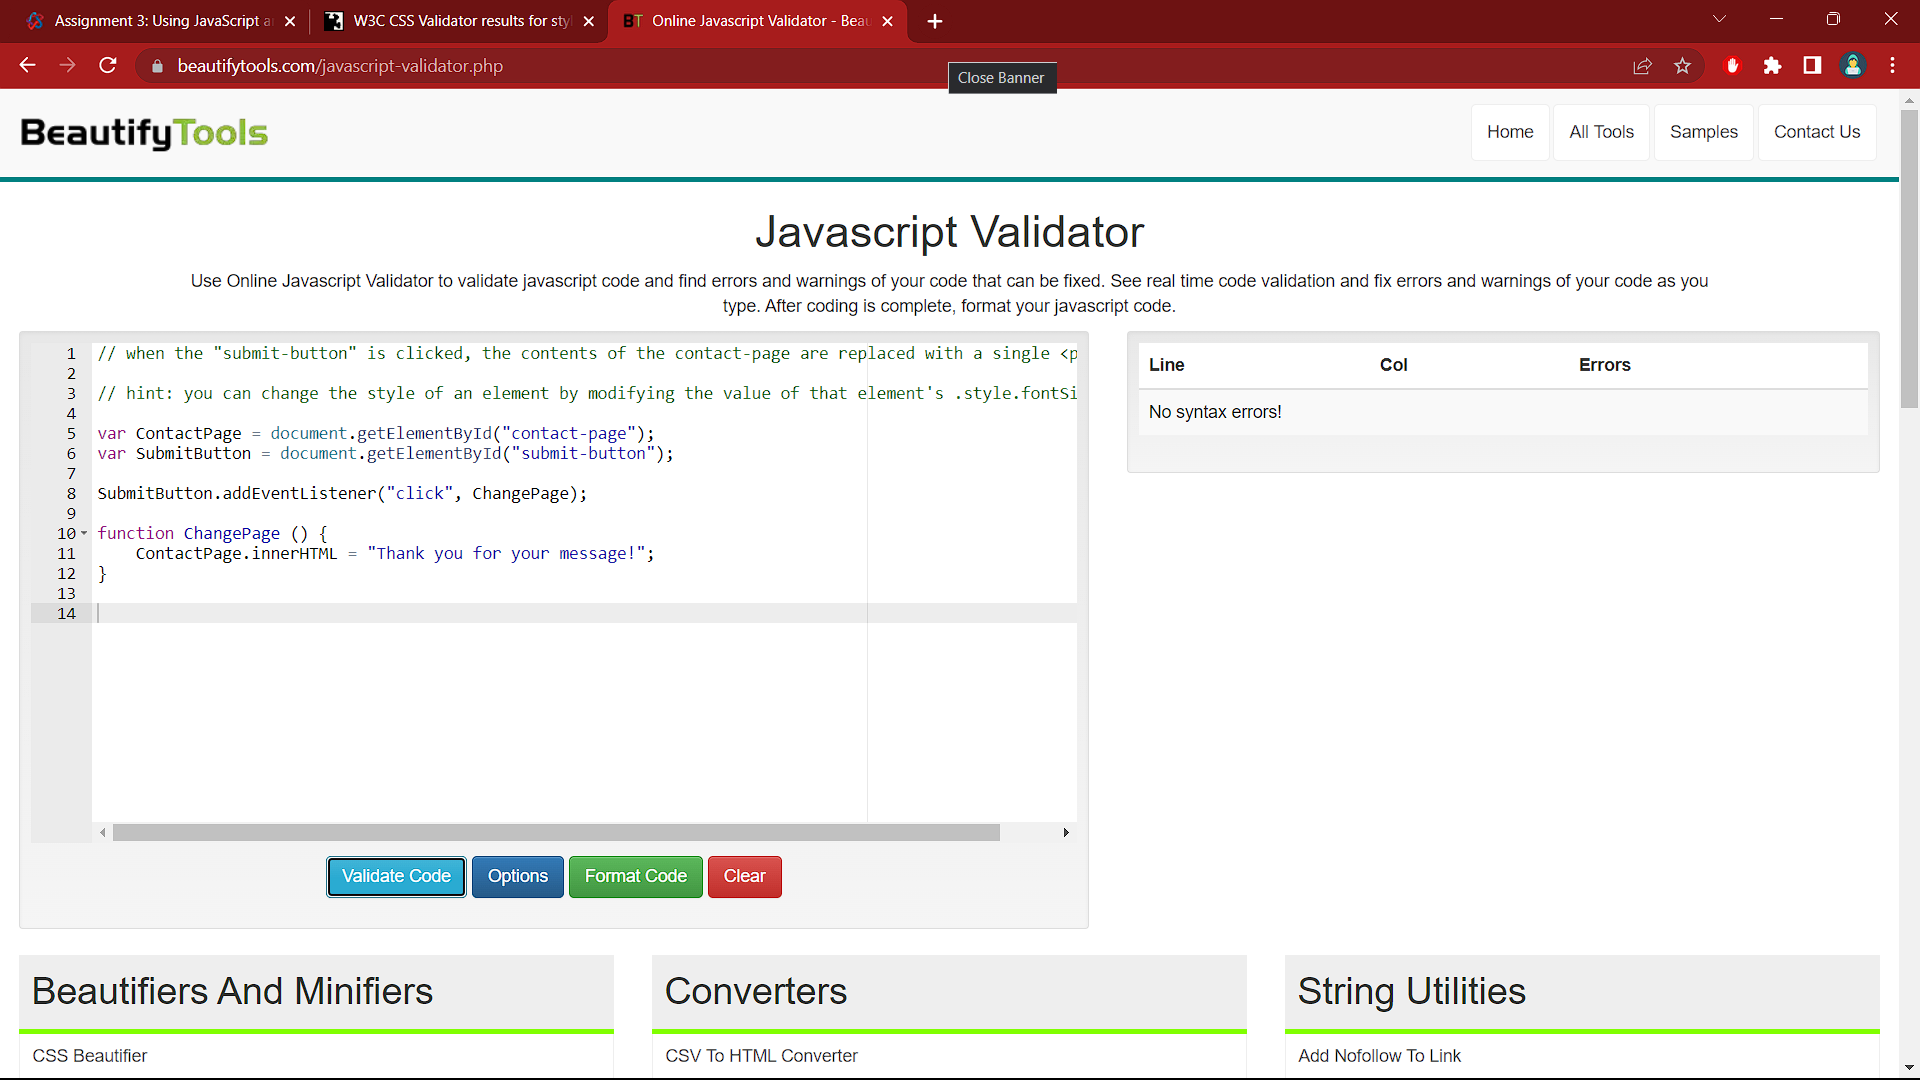 Assignment 3: Using JavaScript a
W3C CSS Validator results for sty
BT Online Javascript Validator - Beau
beautifytools.com/javascript-validator.php
Close Banner
BeautifyTools
Home
All Tools
Samples
Contact Us
Javascript Validator
Use Online Javascript Validator to validate javascript code and find errors and warnings of your code that can be fixed. See real time code validation and fix errors and warnings of your code as you
type. After coding is complete, format your javascript code.
1 // when the "submit-button" is clicked, the contents of the contact-page are replaced with a single <p
2
3 // hint: you can change the style of an element by modifying the value of that element's .style.fontSi
4
5 var ContactPage = document.getElementById("contact-page");
6 var SubmitButton = document.getElementById("submit-button");
7
8 SubmitButton.addEventListener("click", ChangePage);
9
10 function ChangePage () {
11 ContactPage.innerHTML = "Thank you for your message!";
12 }
13
14
Line Col Errors
No syntax errors!
Validate Code
Options
Format Code
Clear
Beautifiers And Minifiers
CSS Beautifier
Converters
CSV To HTML Converter
String Utilities
Add Nofollow To Link